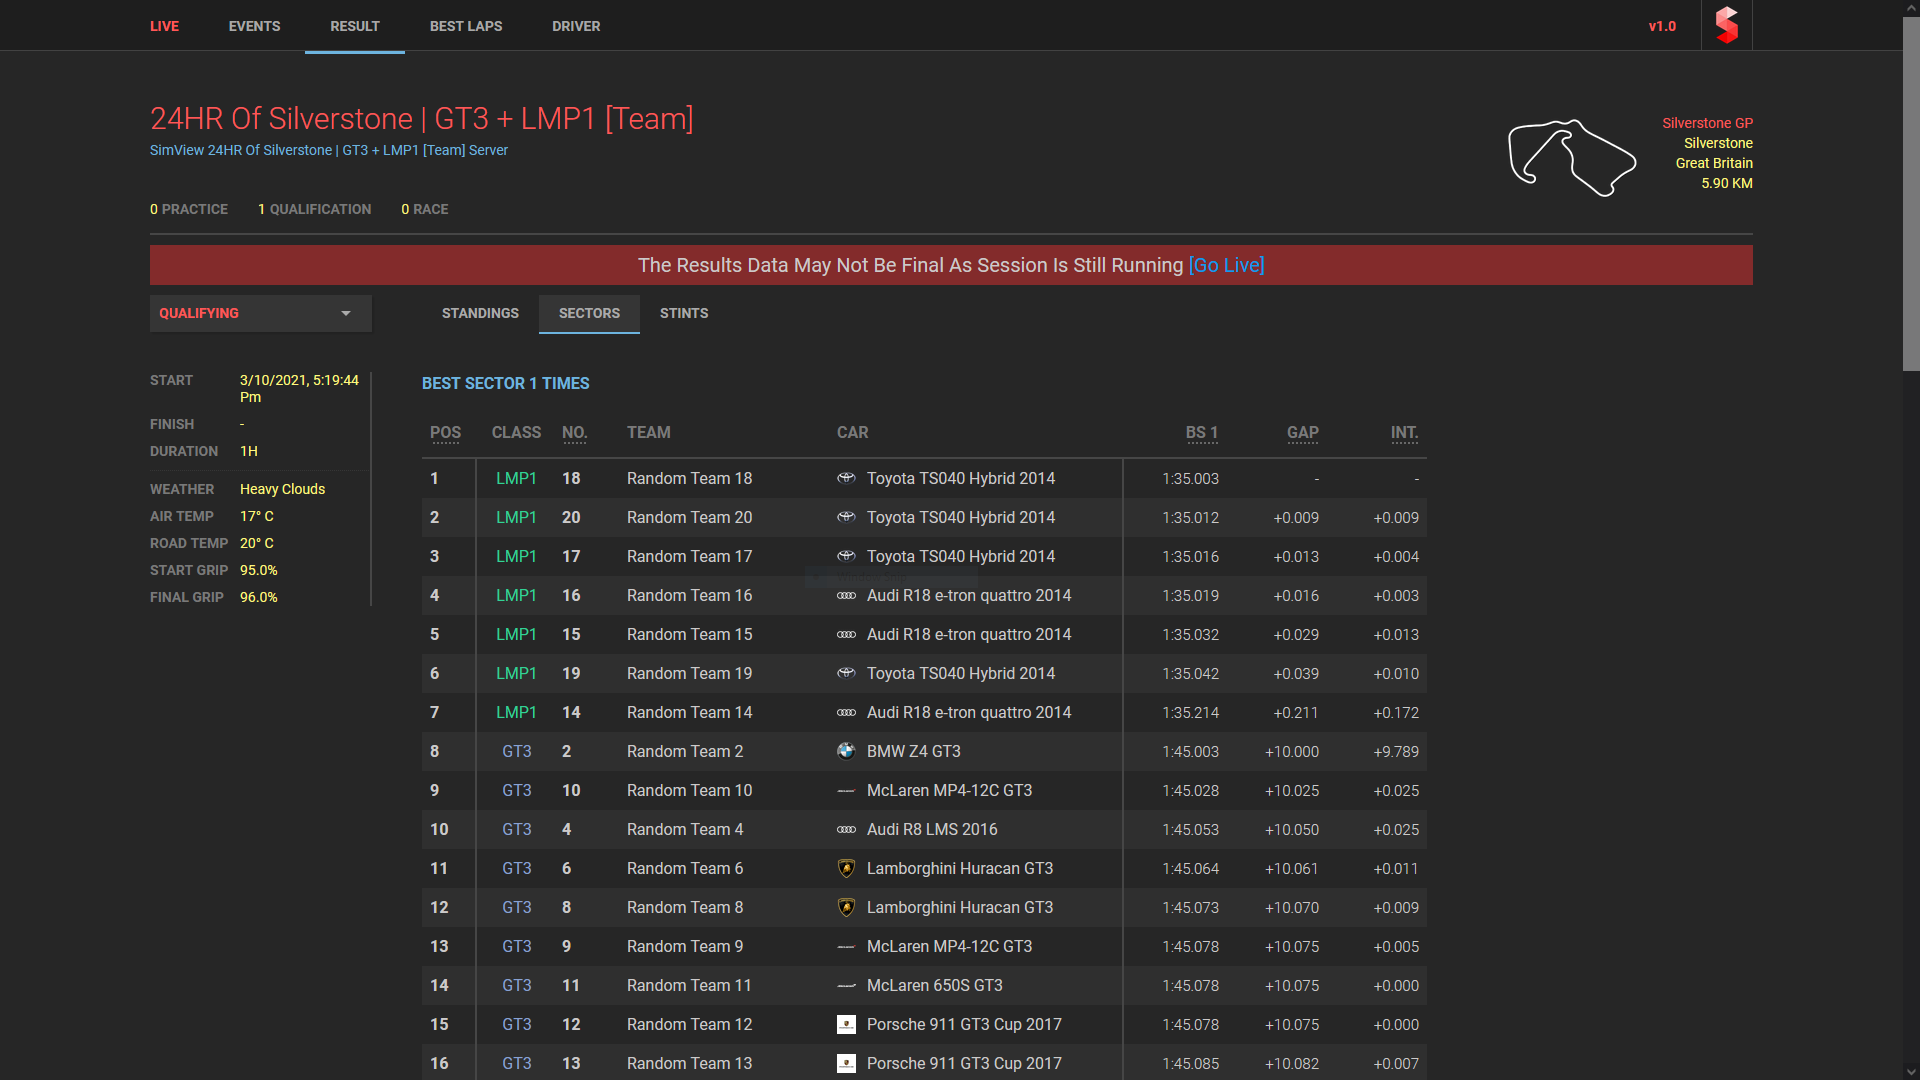 LIVE EVENTS RESULT BEST LAPS DRIVER v1.0
24HR Of Silverstone | GT3 + LMP1 [Team]
SimView 24HR Of Silverstone | GT3 + LMP1 [Team] Server
Silverstone GP
Silverstone
Great Britain
5.90 KM
0 PRACTICE 1 QUALIFICATION 0 RACE
The Results Data May Not Be Final As Session Is Still Running [Go Live]
QUALIFYING
STANDINGS SECTORS STINTS
START 3/10/2021, 5:19:44 Pm
FINISH -
DURATION 1H
WEATHER Heavy Clouds
AIR TEMP 17° C
ROAD TEMP 20° C
START GRIP 95.0%
FINAL GRIP 96.0%
BEST SECTOR 1 TIMES
POS CLASS NO. TEAM CAR BS 1 GAP INT.
1 LMP1 18 Random Team 18 Toyota TS040 Hybrid 2014 1:35.003 - -
2 LMP1 20 Random Team 20 Toyota TS040 Hybrid 2014 1:35.012 +0.009 +0.009
3 LMP1 17 Random Team 17 Toyota TS040 Hybrid 2014 1:35.016 +0.013 +0.004
4 LMP1 16 Random Team 16 Audi R18 e-tron quattro 2014 1:35.019 +0.016 +0.003
5 LMP1 15 Random Team 15 Audi R18 e-tron quattro 2014 1:35.032 +0.029 +0.013
6 LMP1 19 Random Team 19 Toyota TS040 Hybrid 2014 1:35.042 +0.039 +0.010
7 LMP1 14 Random Team 14 Audi R18 e-tron quattro 2014 1:35.214 +0.211 +0.172
8 GT3 2 Random Team 2 BMW Z4 GT3 1:45.003 +10.000 +9.789
9 GT3 10 Random Team 10 McLaren MP4-12C GT3 1:45.028 +10.025 +0.025
10 GT3 4 Random Team 4 Audi R8 LMS 2016 1:45.053 +10.050 +0.025
11 GT3 6 Random Team 6 Lamborghini Huracan GT3 1:45.064 +10.061 +0.011
12 GT3 8 Random Team 8 Lamborghini Huracan GT3 1:45.073 +10.070 +0.009
13 GT3 9 Random Team 9 McLaren MP4-12C GT3 1:45.078 +10.075 +0.005
14 GT3 11 Random Team 11 McLaren 650S GT3 1:45.078 +10.075 +0.000
15 GT3 12 Random Team 12 Porsche 911 GT3 Cup 2017 1:45.078 +10.075 +0.000
16 GT3 13 Random Team 13 Porsche 911 GT3 Cup 2017 1:45.085 +10.082 +0.007